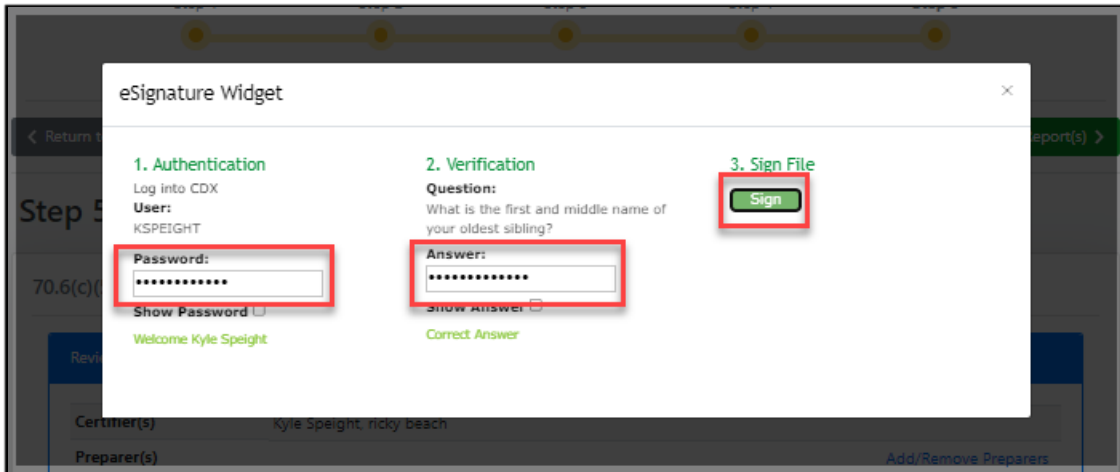 eSignature Widget ×
Return t
eport(s)
1. Authentication
Log into CDX
User:
KSPEIGHT
Password:
••••••••••••
Show Password
Welcome Kyle Speight
2. Verification
Question:
What is the first and middle name of
your oldest sibling?
Answer:
•••••••••••••
Show Answer
Correct Answer
3. Sign File
Sign
Step 5
70.6(c)(
Revi
Certifier(s) Kyle Speight, ricky beach
Preparer(s) Add/Remove Preparers